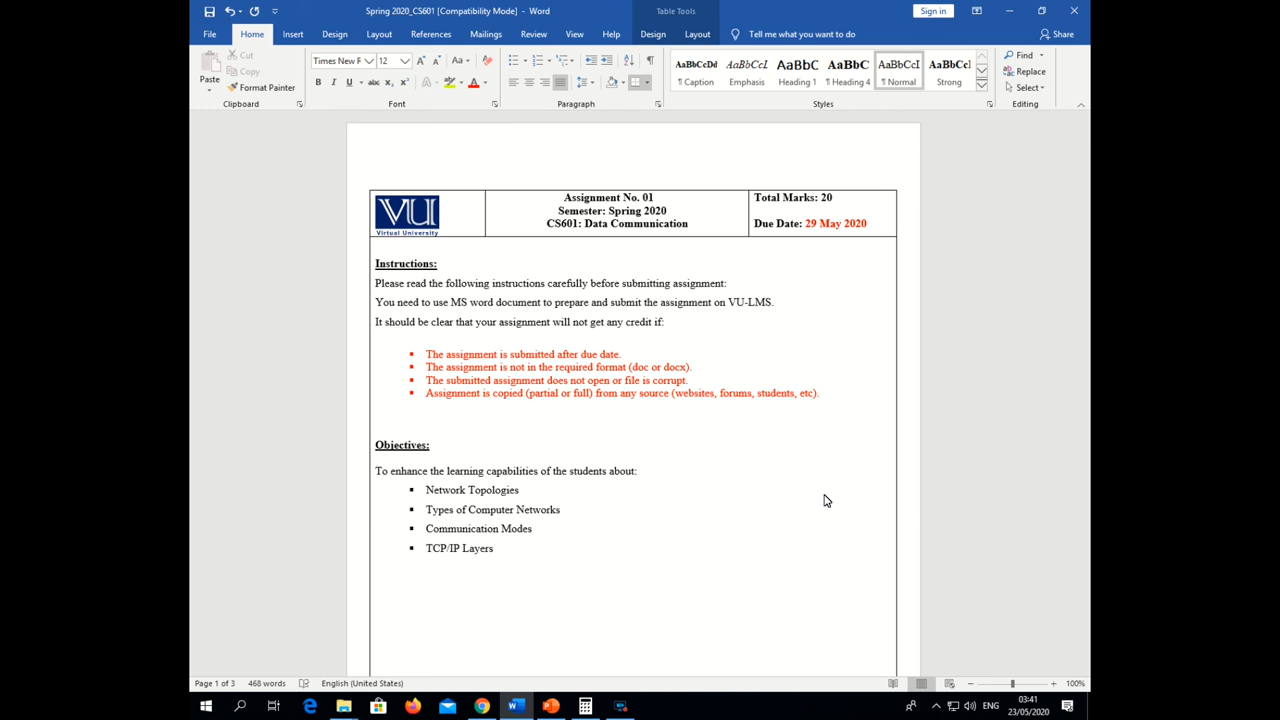 Spring 2020_CS601 [Compatibility Mode] - Word
Table Tools
Sign in
File
Home
Insert
Design
Layout
References
Mailings
Review
View
Help
Design
Layout
Tell me what you want to do
Share
Paste
Cut
Copy
Format Painter
Clipboard
Times New R
12
Font
Paragraph
AaBbCcDd
¶ Caption
AaBbCcL
Emphasis
AaBbC
Heading 1
AaBbC
¶ Heading 4
AaBbCcI
¶ Normal
AaBbCc
Strong
Styles
Find
Replace
Select
Editing
VU
Virtual University
Assignment No. 01
Semester: Spring 2020
CS601: Data Communication
Total Marks: 20
Due Date: 29 May 2020
Instructions:
Please read the following instructions carefully before submitting assignment:
You need to use MS word document to prepare and submit the assignment on VU-LMS.
It should be clear that your assignment will not get any credit if:
▪ The assignment is submitted after due date.
▪ The assignment is not in the required format (doc or docx).
▪ The submitted assignment does not open or file is corrupt.
▪ Assignment is copied (partial or full) from any source (websites, forums, students, etc).
Objectives:
To enhance the learning capabilities of the students about:
▪ Network Topologies
▪ Types of Computer Networks
▪ Communication Modes
▪ TCP/IP Layers
Page 1 of 3
468 words
English (United States)
100%
ENG
03:41
23/05/2020